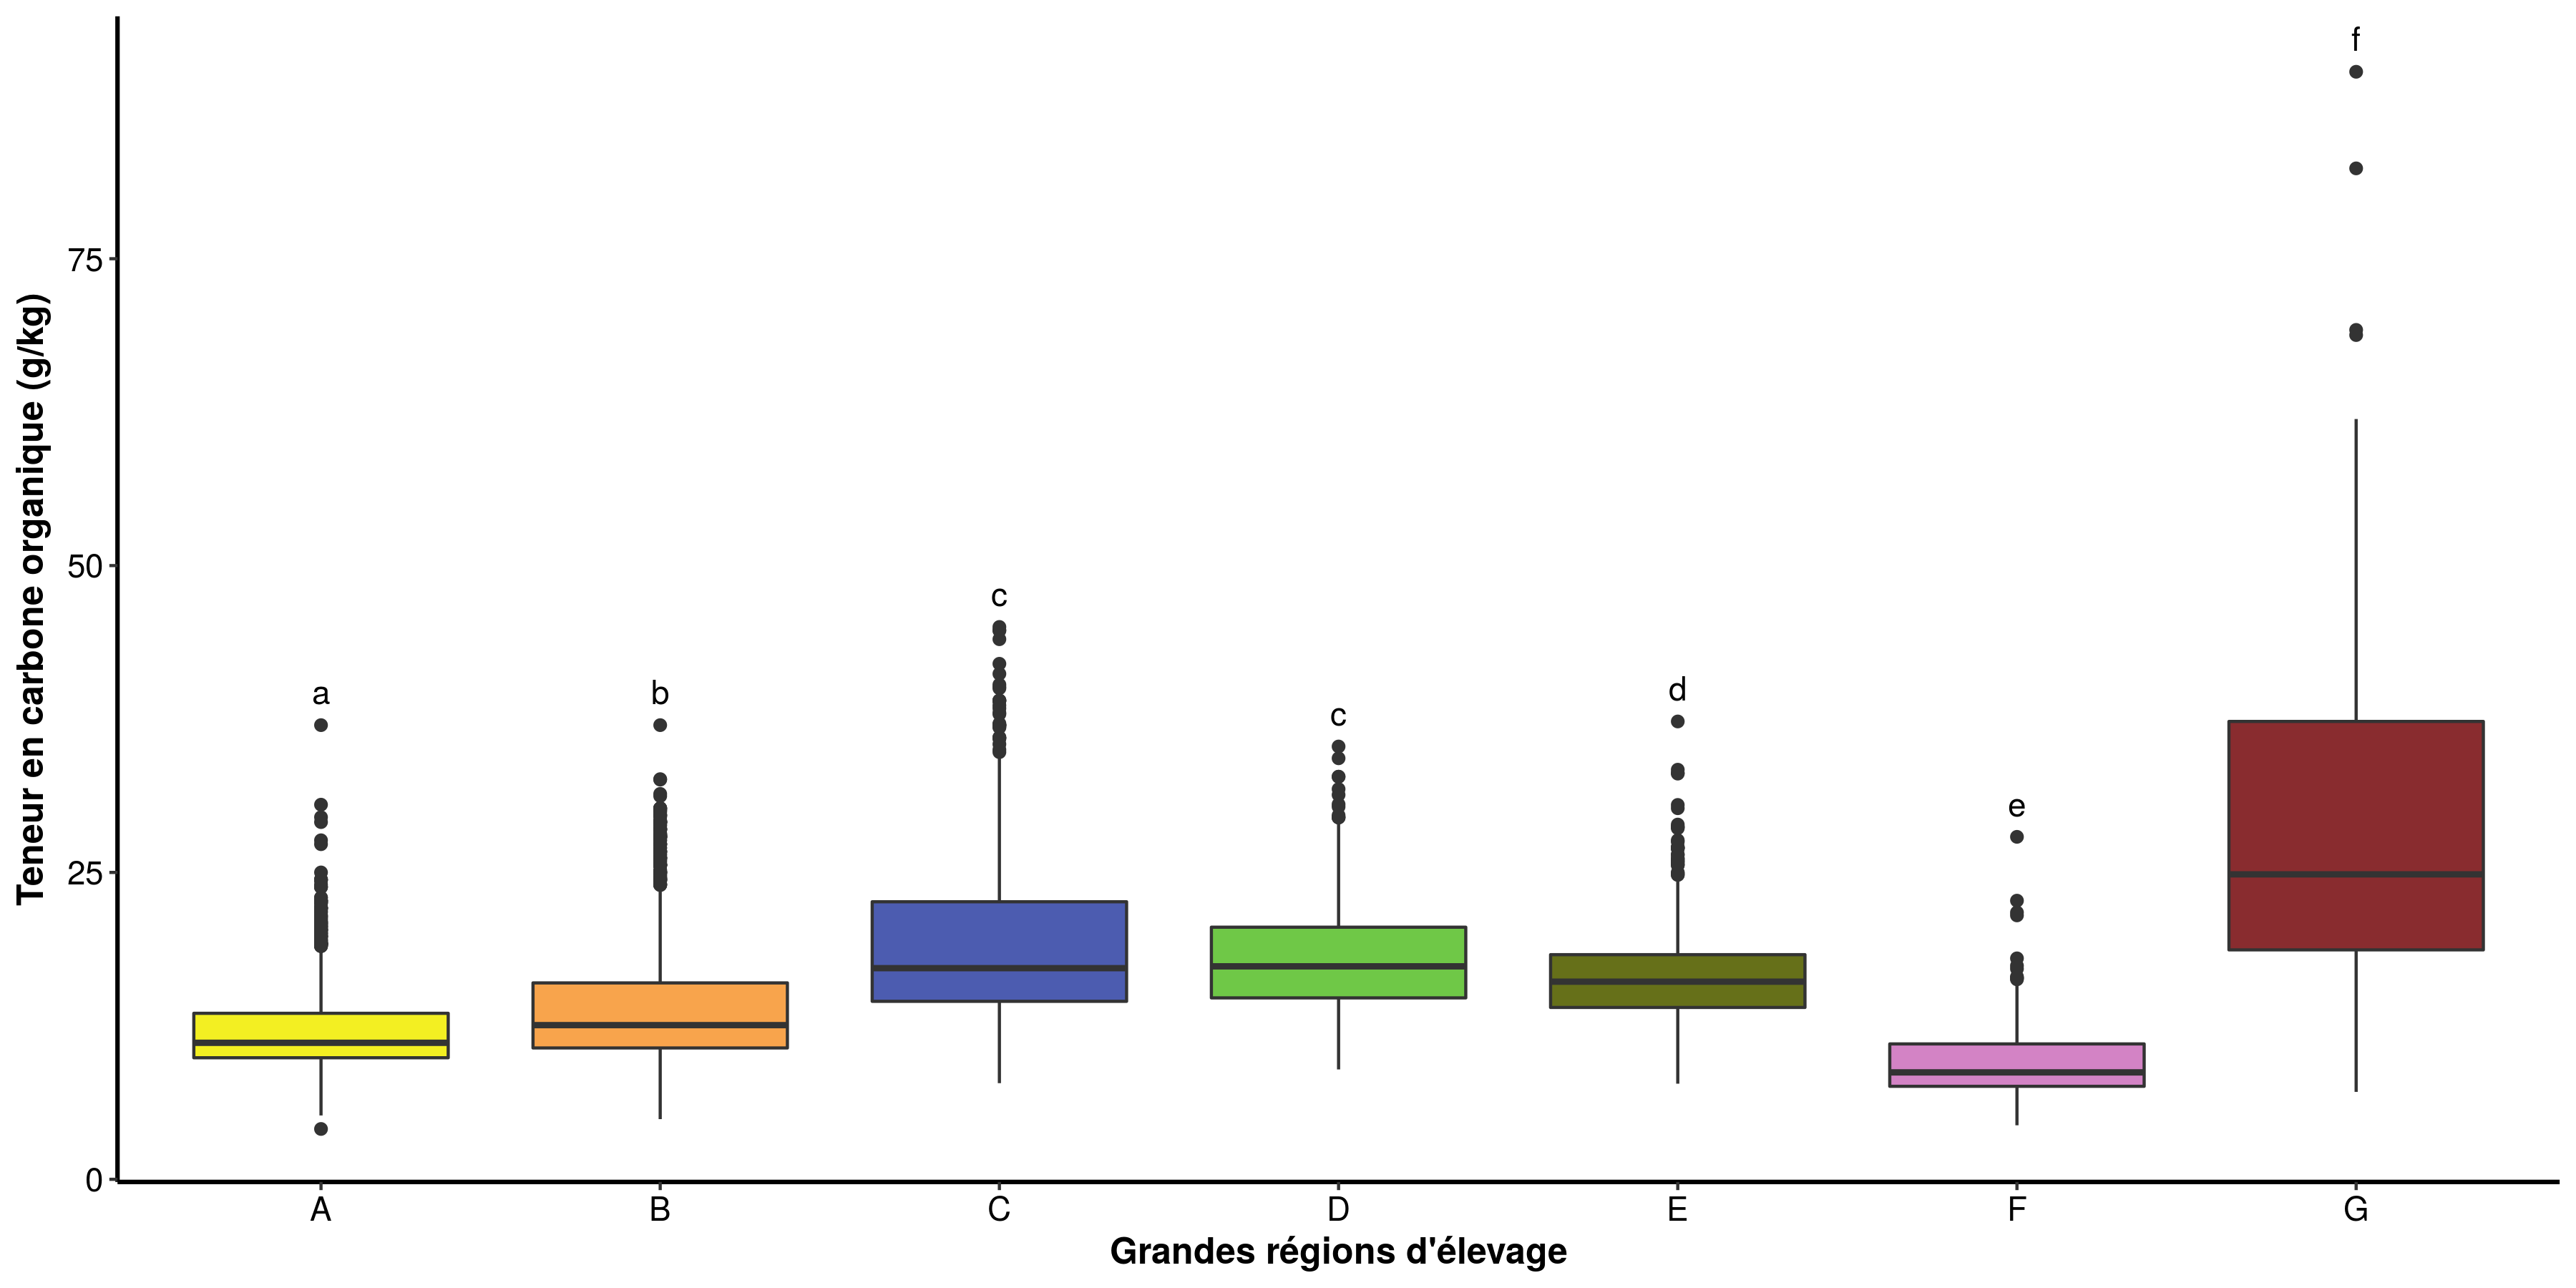 f
75
50
c
a
b
c
d
e
25
0
A B C D E F G
Teneur en carbone organique (g/kg)
Grandes régions d'élevage